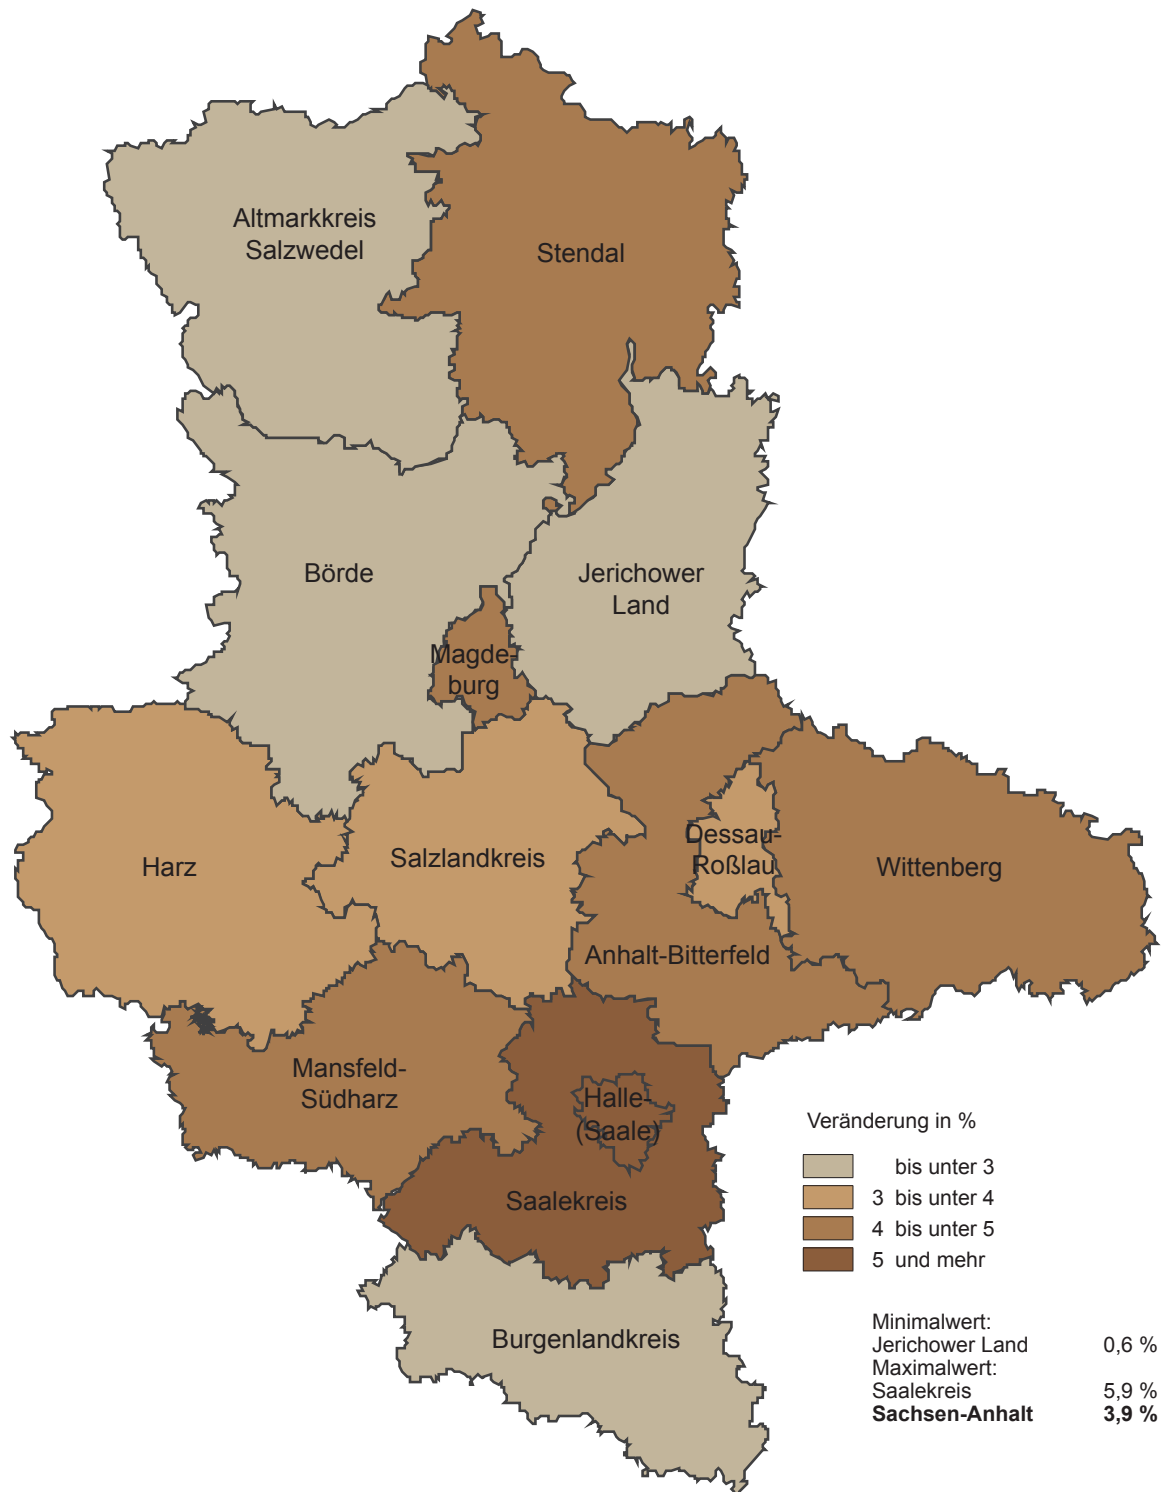 Altmarkkreis
Salzwedel
Stendal
Börde
Jerichower
Land
Magde-
burg
Harz
Salzlandkreis
Dessau-
Roßlau
Wittenberg
Anhalt-Bitterfeld
Mansfeld-
Südharz
Halle-
(Saale)
Saalekreis
Burgenlandkreis
Veränderung in %
bis unter 3
3 bis unter 4
4 bis unter 5
5 und mehr
Minimalwert:
Jerichower Land 0,6 %
Maximalwert:
Saalekreis 5,9 %
Sachsen-Anhalt 3,9 %